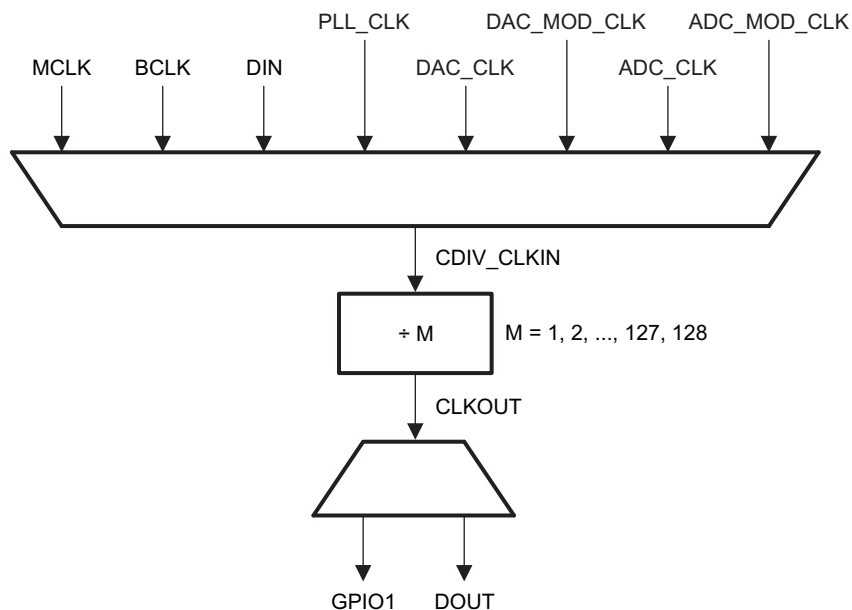 PLL_CLK
DAC_MOD_CLK
ADC_MOD_CLK
MCLK
BCLK
DIN
DAC_CLK
ADC_CLK
CDIV_CLKIN
÷ M
M = 1, 2, ..., 127, 128
CLKOUT
GPIO1
DOUT